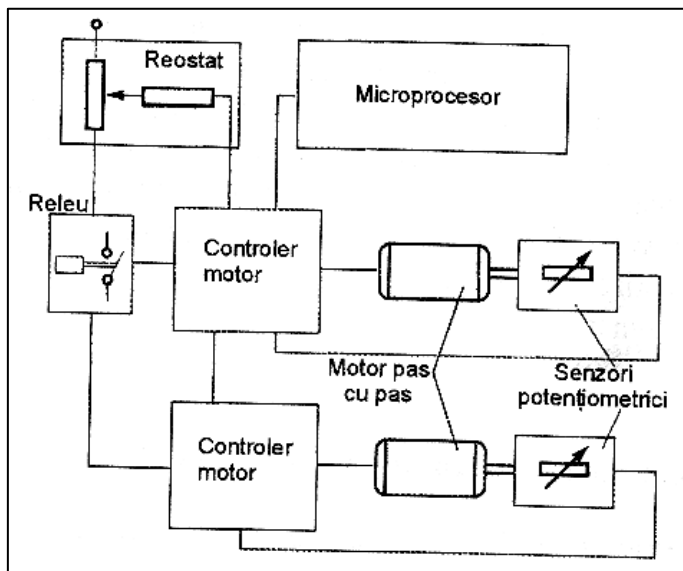 Reostat
Microprocesor
Releu
Controler
motor
Motor pas
cu pas
Senzori
potențiometrici
Controler
motor